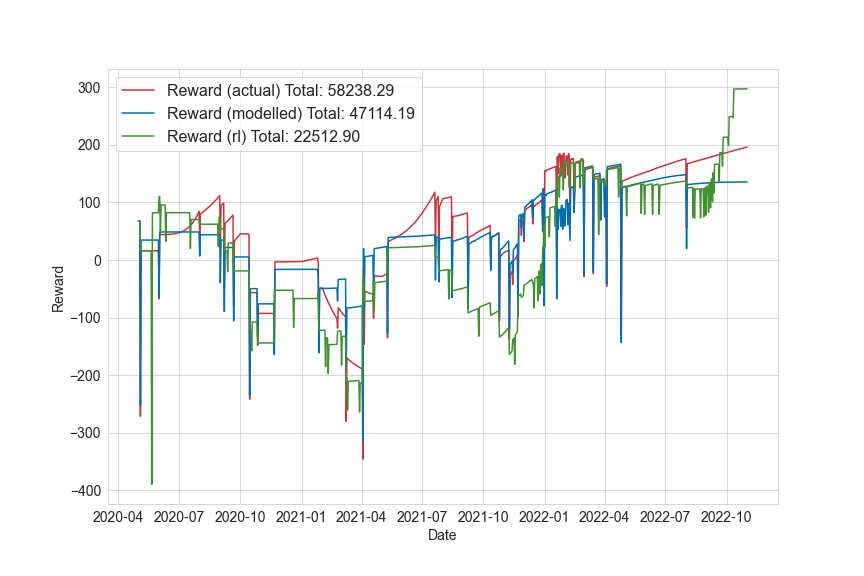 300
200
100
0
−100
−200
−300
−400
Reward
Reward (actual) Total: 58238.29
Reward (modelled) Total: 47114.19
Reward (rl) Total: 22512.90
2020-04 2020-07 2020-10 2021-01 2021-04 2021-07 2021-10 2022-01 2022-04 2022-07 2022-10
Date